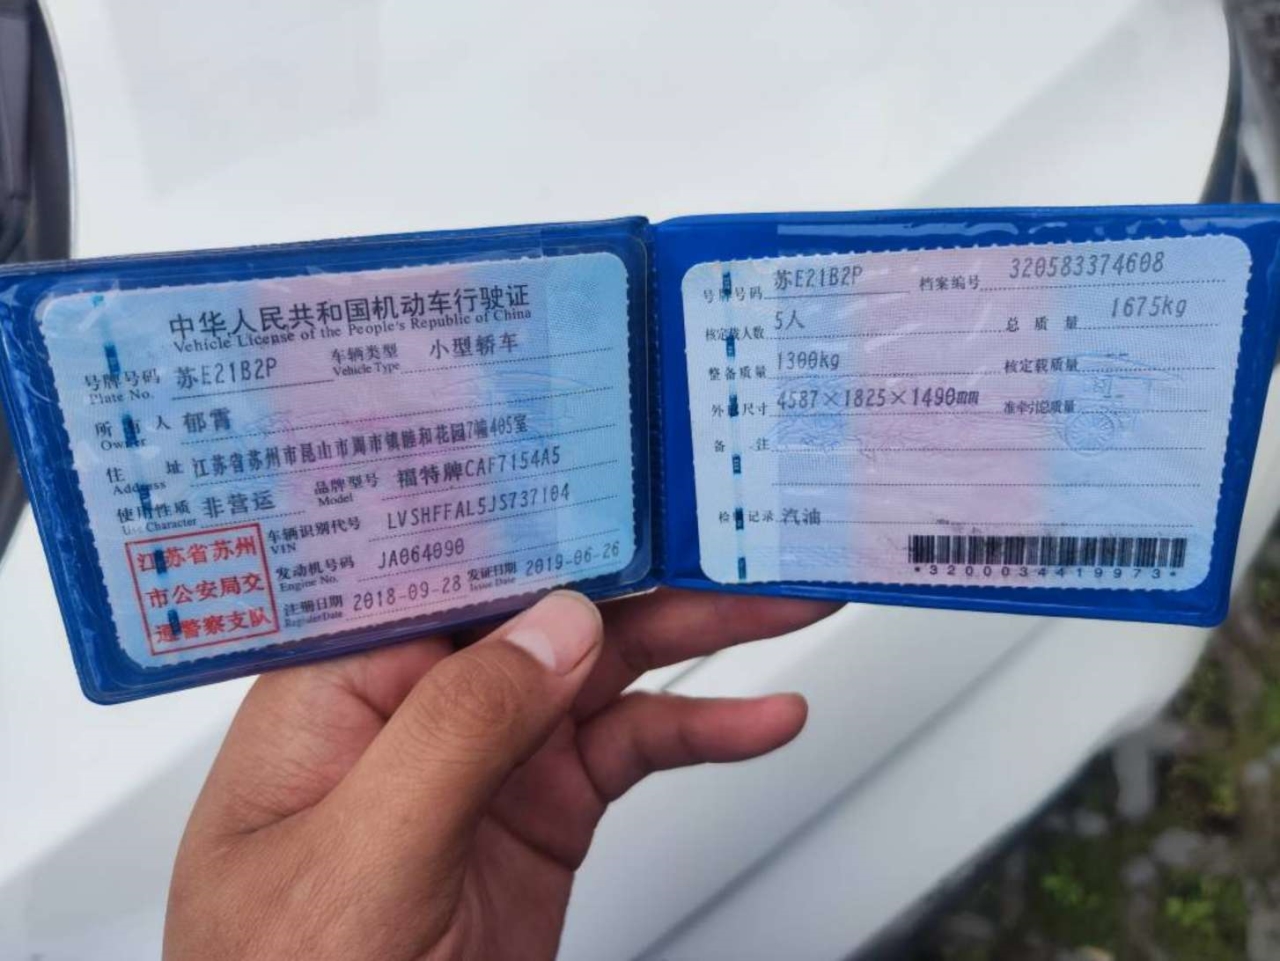 中华人民共和国机动车行驶证
Vehicle License of the People's Republic of China
号牌号码 苏E21B2P 车辆类型 小型轿车
Plate No. Vehicle Type
所有人 郁霄
Owner
住址 江苏省苏州市昆山市周市镇睦和花园7幢405室
Address
使用性质 非营运 品牌型号 福特牌CAF7154A5
Use Character Model
车辆识别代号 LVSHFFAL5JS737104
VIN
发动机号码 JA064090
Engine No.
注册日期 2018-09-28 发证日期 2019-06-26
Register Date Issue Date
江苏省苏州
市公安局交
通警察支队
号牌号码 苏E21B2P 档案编号 320583374608
核定载人数 5人 总质量 1675kg
整备质量 1300kg 核定载质量
外廓尺寸 4587×1825×1490mm 准牵引总质量
备注
检验记录 汽油
*3200034419973*